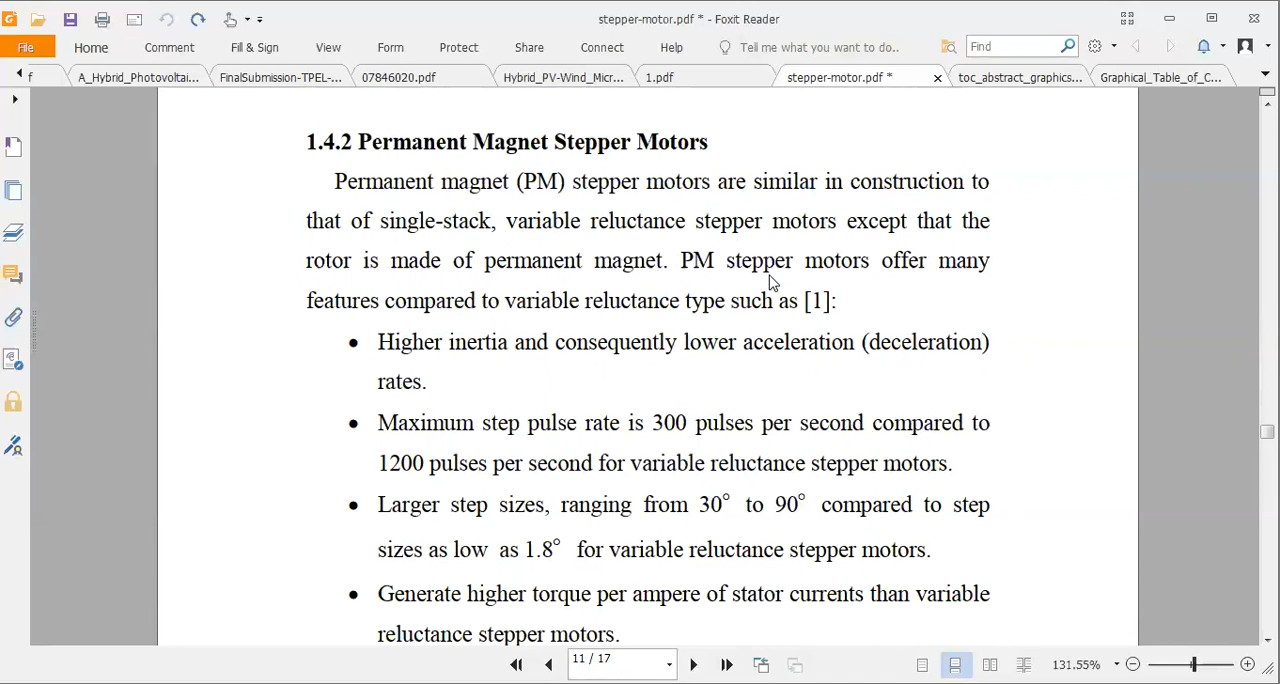 stepper-motor.pdf * - Foxit Reader
File Home Comment Fill & Sign View Form Protect Share Connect Help Tell me what you want to do.. Find
f A_Hybrid_Photovoltai... FinalSubmission-TPEL-... 07846020.pdf Hybrid_PV-Wind_Micr... 1.pdf stepper-motor.pdf * toc_abstract_graphics... Graphical_Table_of_C...
1.4.2 Permanent Magnet Stepper Motors
Permanent magnet (PM) stepper motors are similar in construction to
that of single-stack, variable reluctance stepper motors except that the
rotor is made of permanent magnet. PM stepper motors offer many
features compared to variable reluctance type such as [1]:
• Higher inertia and consequently lower acceleration (deceleration)
rates.
• Maximum step pulse rate is 300 pulses per second compared to
1200 pulses per second for variable reluctance stepper motors.
• Larger step sizes, ranging from 30° to 90° compared to step
sizes as low as 1.8° for variable reluctance stepper motors.
• Generate higher torque per ampere of stator currents than variable
reluctance stepper motors.
11 / 17
131.55%